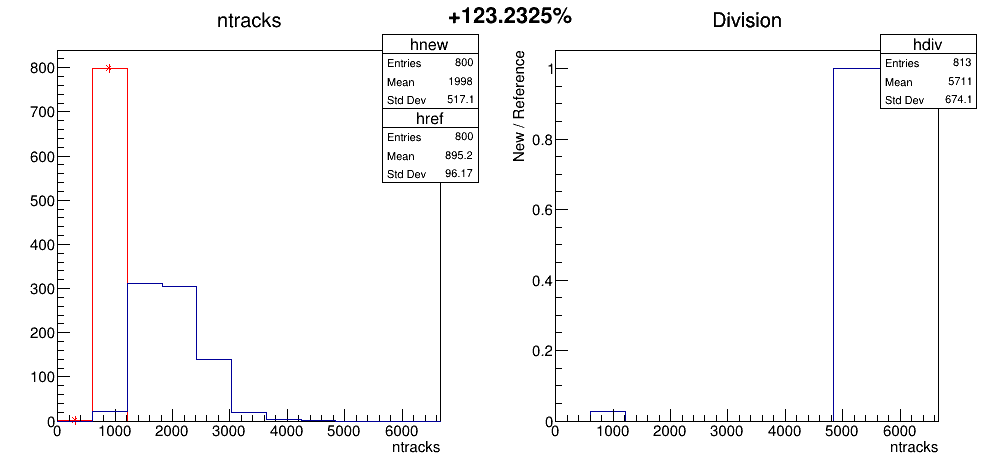 +123.2325%
ntracks
hnew
Entries 800
Mean 1998
Std Dev 517.1
href
Entries 800
Mean 895.2
Std Dev 96.17
800
700
600
500
400
300
200
100
0
0 1000 2000 3000 4000 5000 6000
ntracks
Division
hdiv
Entries 813
Mean 5711
Std Dev 674.1
New / Reference
1
0.8
0.6
0.4
0.2
0
0 1000 2000 3000 4000 5000 6000
ntracks